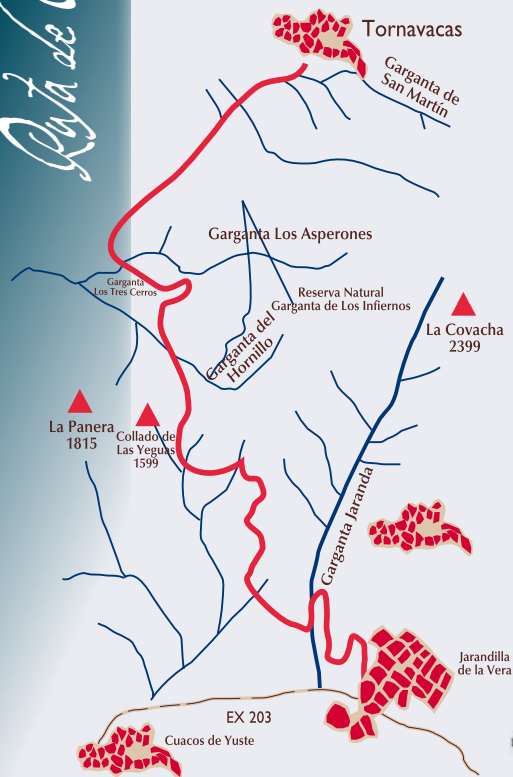 Ruta de
Tornavacas
Garganta de
San Martín
Garganta Los Asperones
Garganta
Los Tres Cerros
Reserva Natural
Garganta de Los Infiernos
Garganta del
Hornillo
La Covacha
2399
La Panera
1815
Collado de
Las Yeguas
1599
Garganta Jaranda
Jarandilla
de la Vera
EX 203
Cuacos de Yuste